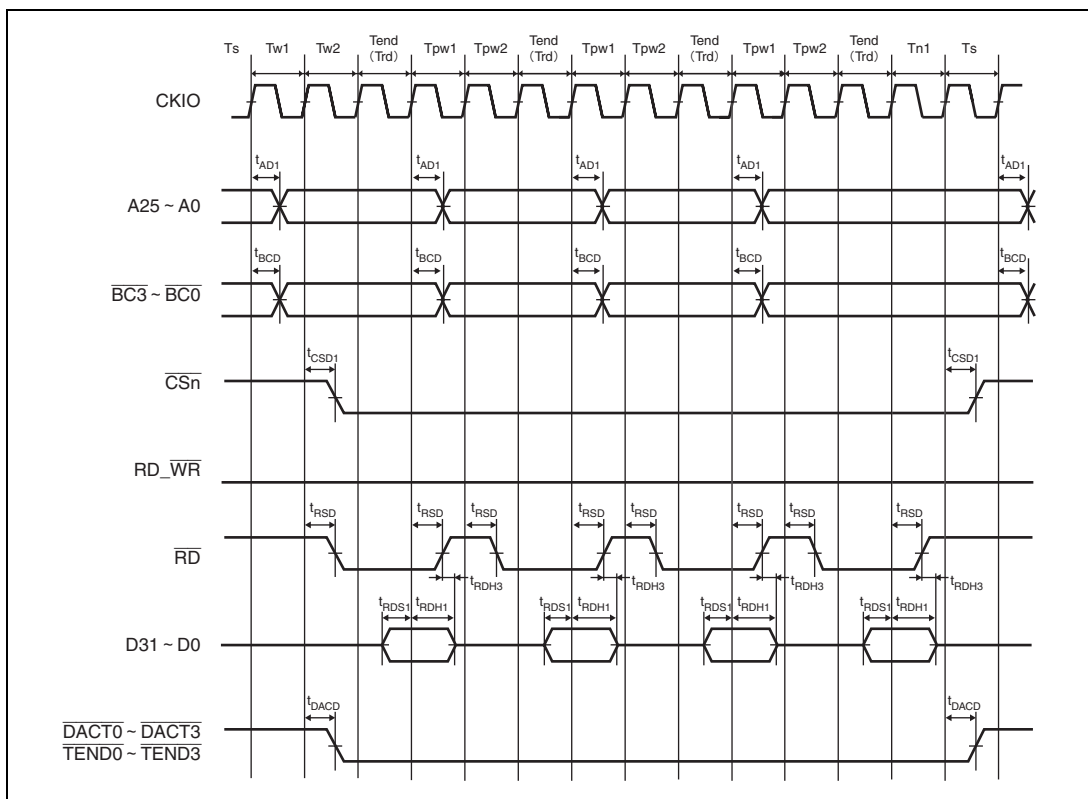 Ts Tw1 Tw2 Tend (Trd) Tpw1 Tpw2 Tend (Trd) Tpw1 Tpw2 Tend (Trd) Tpw1 Tpw2 Tend (Trd) Tn1 Ts
CKIO
tAD1 tAD1 tAD1 tAD1 tAD1
A25 ~ A0
tBCD tBCD tBCD tBCD tBCD
BC3 ~ BC0
tCSD1 tCSD1
CSn
RD_WR
tRSD tRSD tRSD tRSD tRSD tRSD tRSD tRSD
RD
tRDH3 tRDH3 tRDH3 tRDH3
tRDS1 tRDH1 tRDS1 tRDH1 tRDS1 tRDH1 tRDS1 tRDH1
D31 ~ D0
tDACD tDACD
DACT0 ~ DACT3
TEND0 ~ TEND3